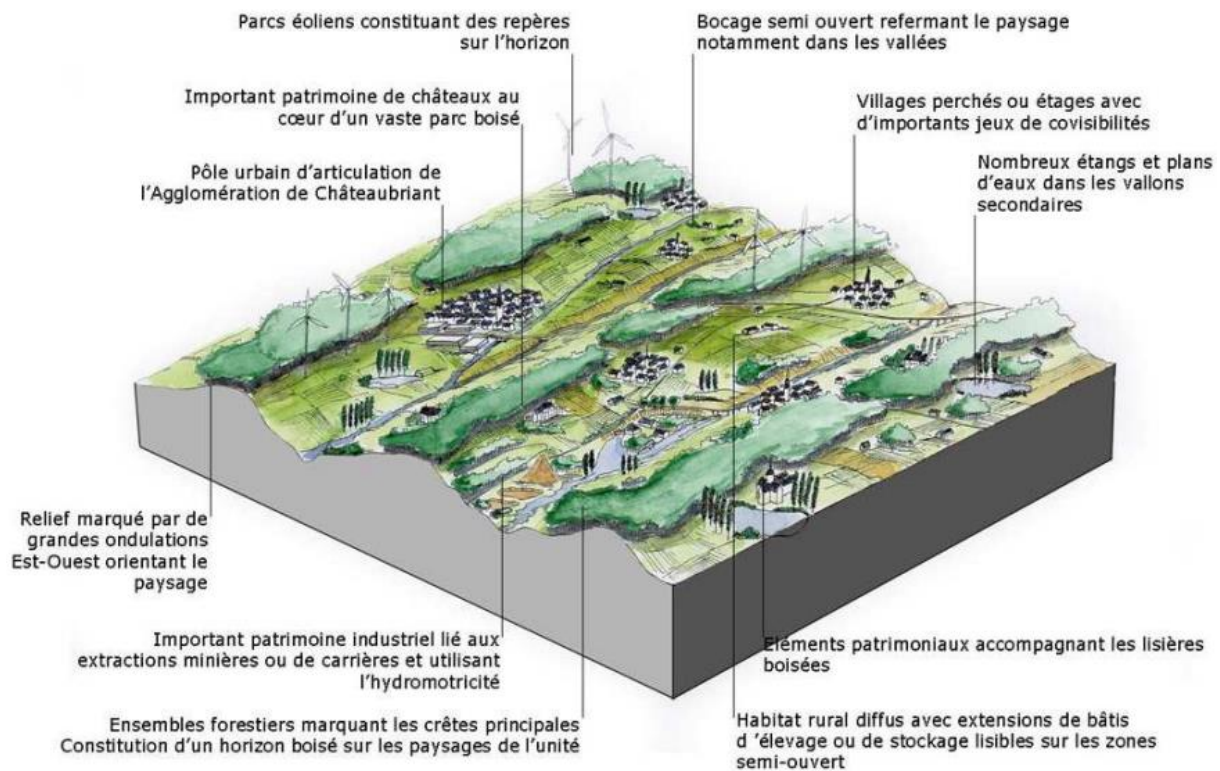 Parcs éoliens constituant des repères
sur l'horizon
Bocage semi ouvert refermant le paysage
notamment dans les vallées
Important patrimoine de châteaux au
cœur d'un vaste parc boisé
Villages perchés ou étages avec
d'importants jeux de covisibilités
Pôle urbain d'articulation de
l'Agglomération de Châteaubriant
Nombreux étangs et plans
d'eaux dans les vallons
secondaires
Relief marqué par de
grandes ondulations
Est-Ouest orientant le
paysage
Important patrimoine industriel lié aux
extractions minières ou de carrières et utilisant
l'hydromotricité
Eléments patrimoniaux accompagnant les lisières
boisées
Ensembles forestiers marquant les crêtes principales
Constitution d'un horizon boisé sur les paysages de l'unité
Habitat rural diffus avec extensions de bâtis
d 'élevage ou de stockage lisibles sur les zones
semi-ouvert